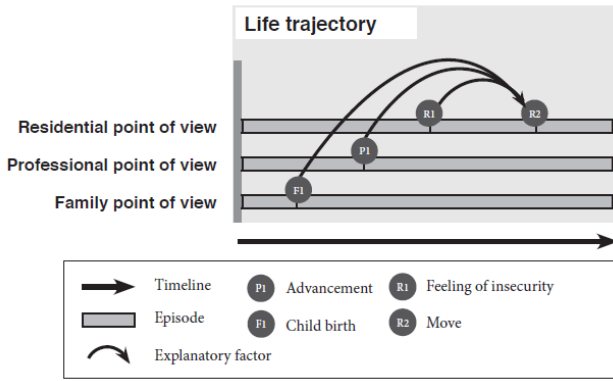 Life trajectory
R1
R2
Residential point of view
P1
Professional point of view
F1
Family point of view
Timeline
P1 Advancement
R1 Feeling of insecurity
Episode
F1 Child birth
R2 Move
Explanatory factor